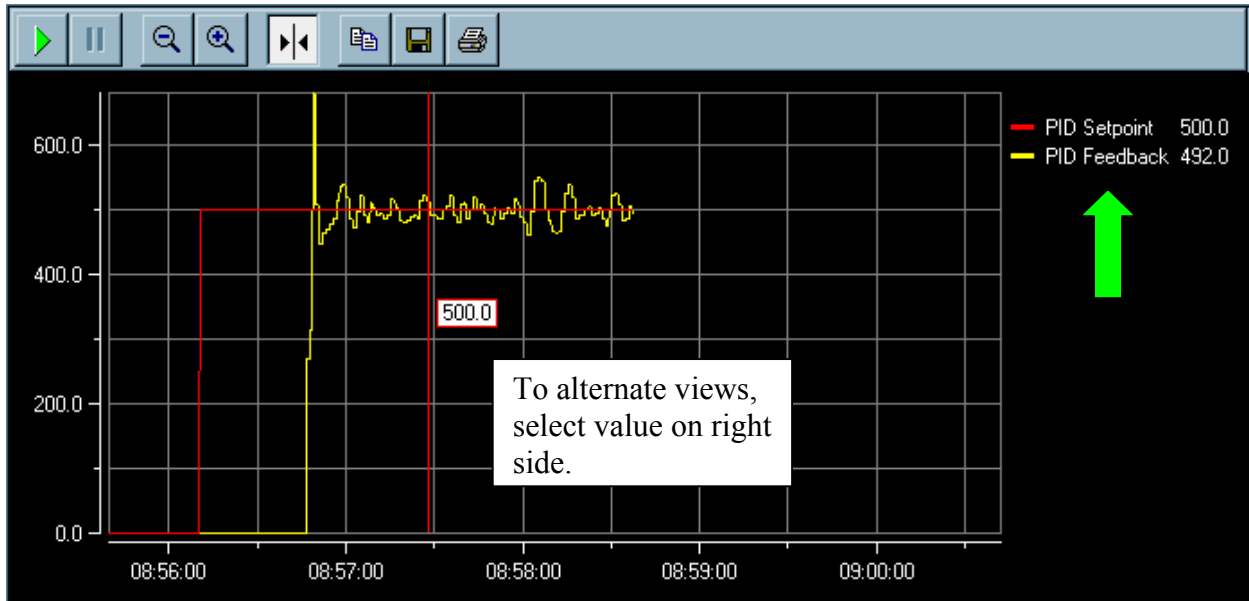 PID Setpoint 500.0
PID Feedback 492.0
600.0
400.0
200.0
0.0
500.0
To alternate views,
select value on right
side.
08:56:00 08:57:00 08:58:00 08:59:00 09:00:00